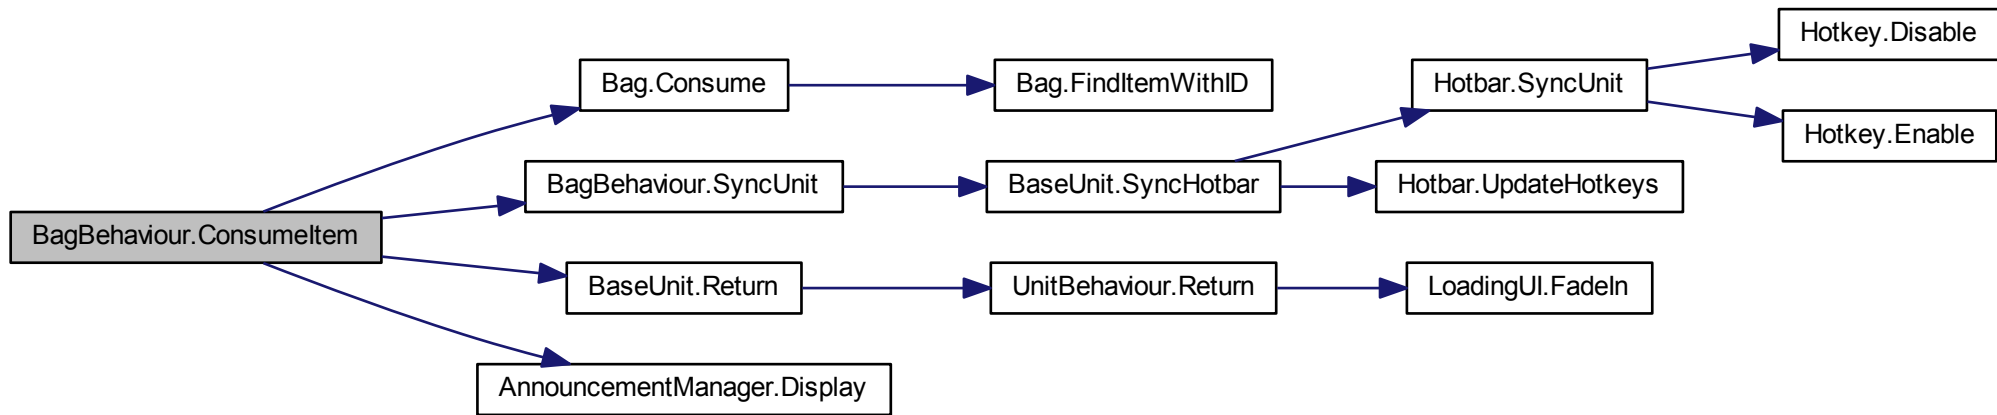 BagBehaviour.ConsumeItem
Bag.Consume
Bag.FindItemWithID
BagBehaviour.SyncUnit
BaseUnit.SyncHotbar
Hotbar.SyncUnit
Hotkey.Disable
Hotkey.Enable
Hotbar.UpdateHotkeys
BaseUnit.Return
UnitBehaviour.Return
LoadingUI.FadeIn
AnnouncementManager.Display